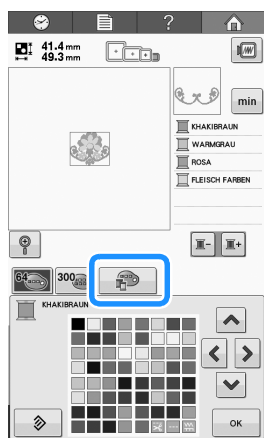 ?
41.4 mm
49.3 mm
min
KHAKIBRAUN
WARMGRAU
ROSA
FLEISCH FARBEN
64
300
KHAKIBRAUN
OK